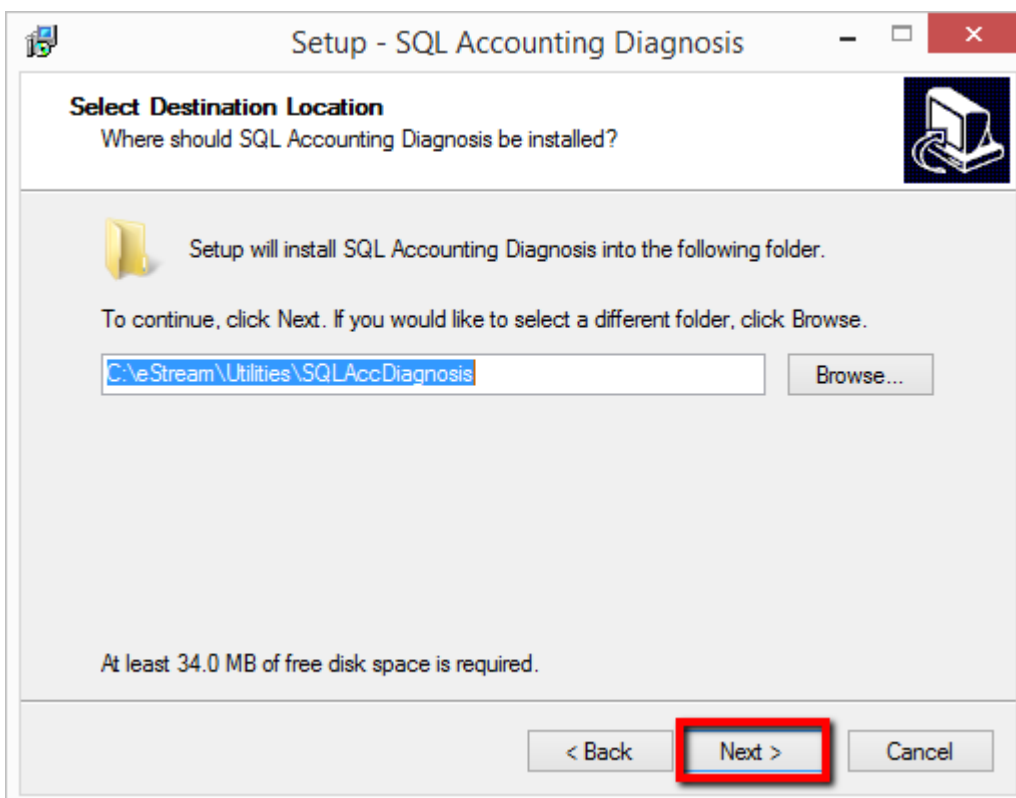 Setup - SQL Accounting Diagnosis
Select Destination Location
Where should SQL Accounting Diagnosis be installed?
Setup will install SQL Accounting Diagnosis into the following folder.
To continue, click Next. If you would like to select a different folder, click Browse.
C:\eStream\Utilities\SQLAccDiagnosis
Browse...
At least 34.0 MB of free disk space is required.
< Back
Next >
Cancel